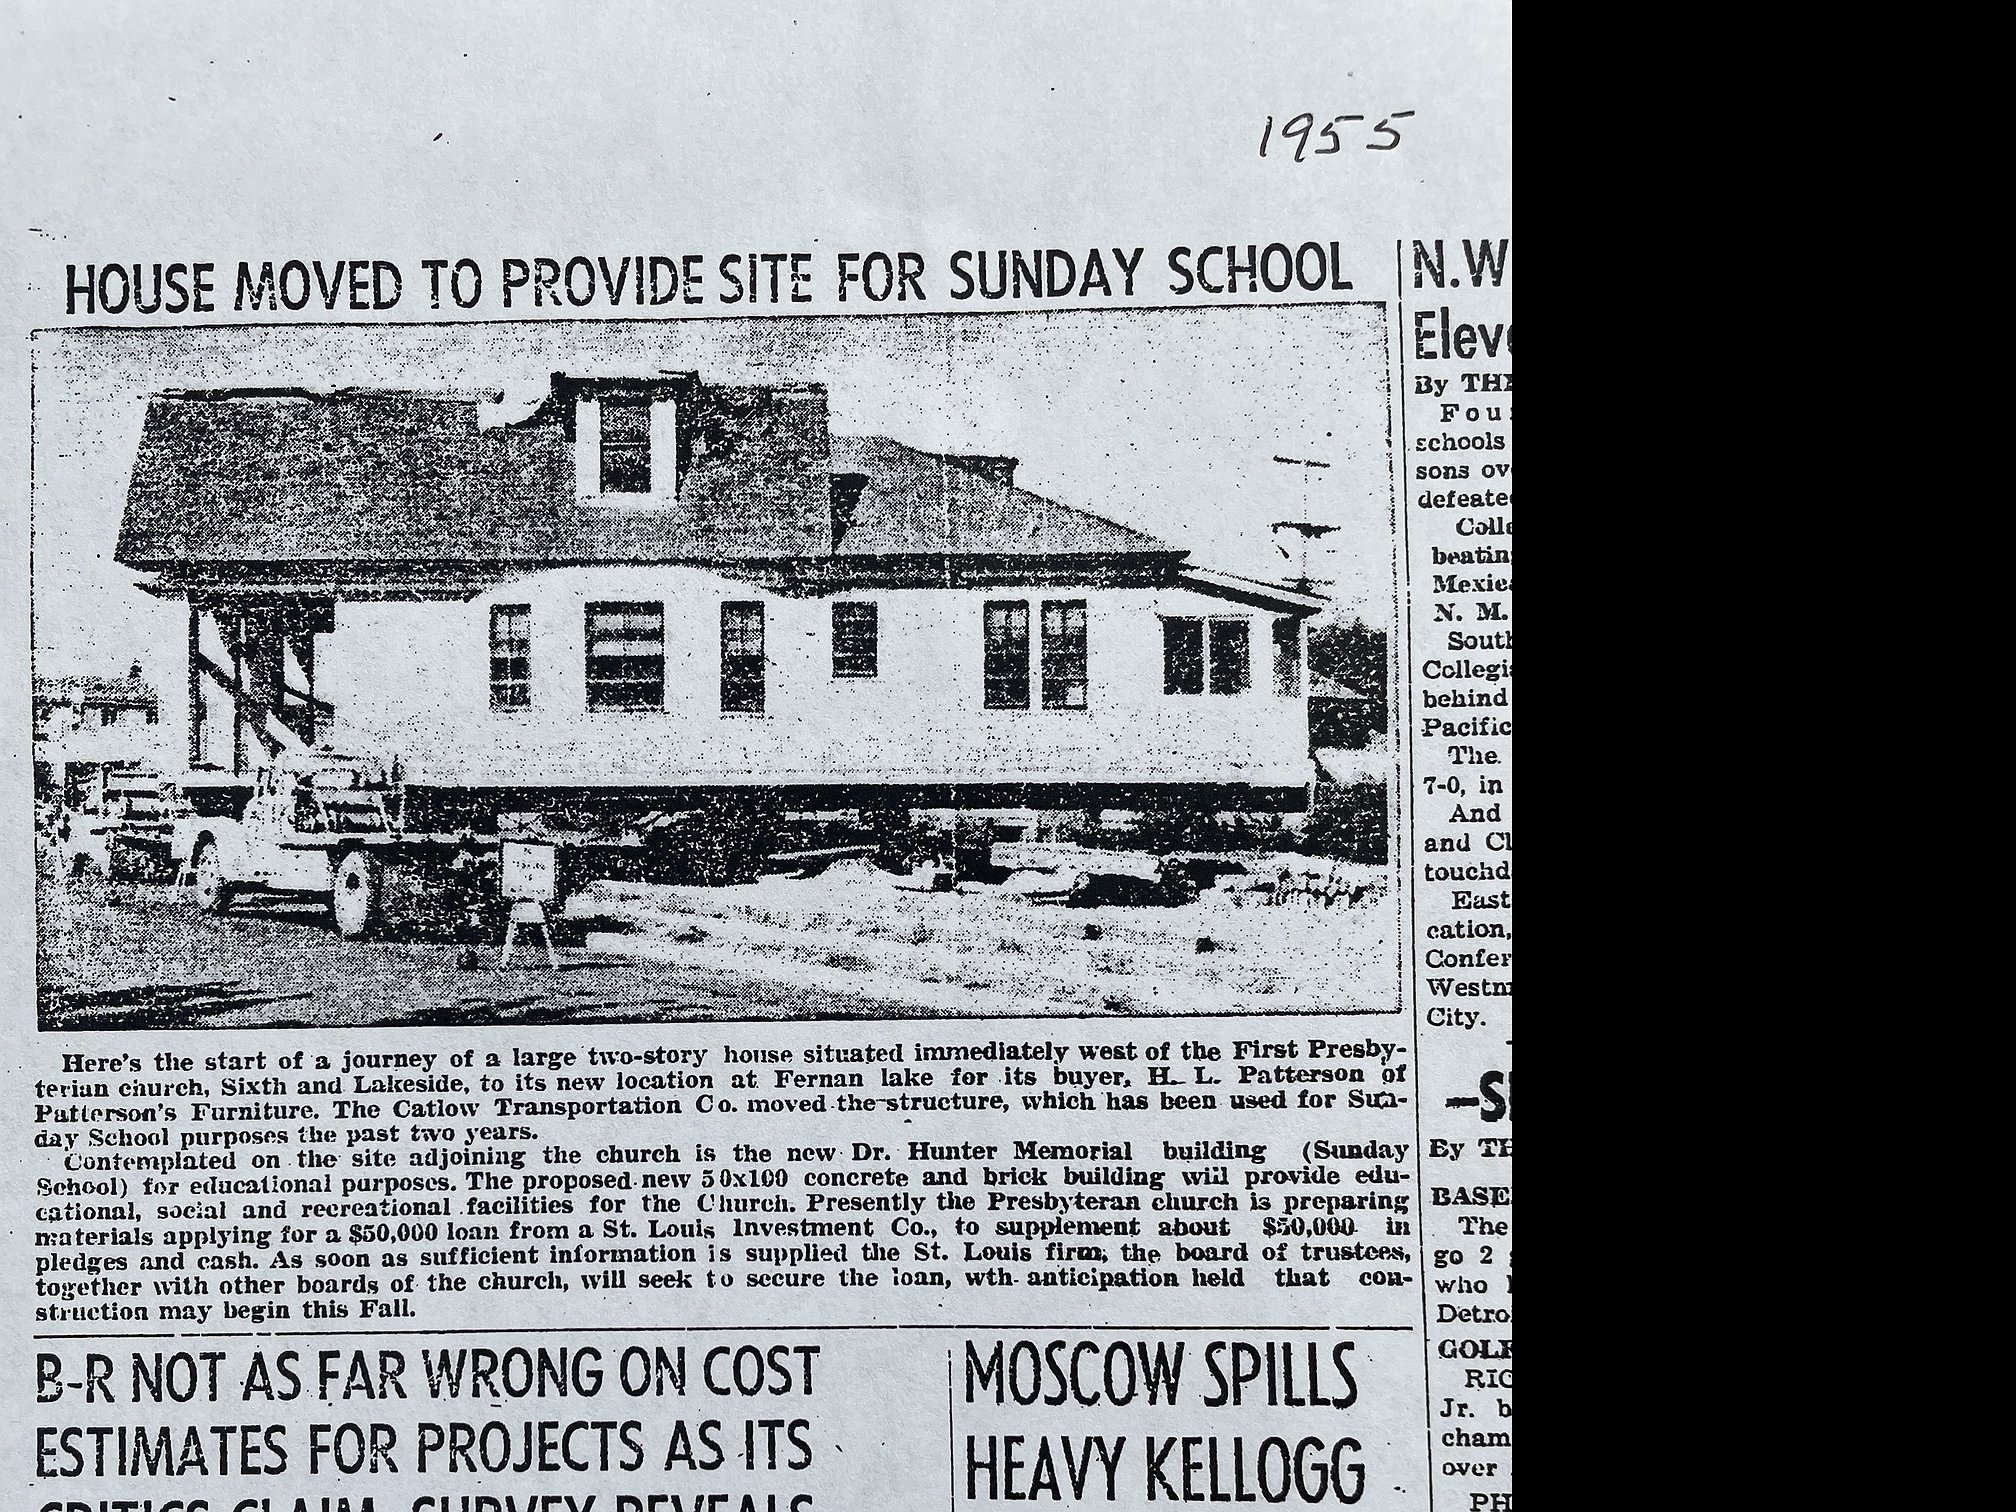 1955
HOUSE MOVED TO PROVIDE SITE FOR SUNDAY SCHOOL
Here's the start of a journey of a large two-story house situated immediately west of the First Presby-
terian church, Sixth and Lakeside, to its new location at Fernan lake for its buyer, H. L. Patterson of
Patterson's Furniture. The Catlow Transportation Co. moved the structure, which has been used for Sun-
day School purposes the past two years.
Contemplated on the site adjoining the church is the new Dr. Hunter Memorial building (Sunday
School) for educational purposes. The proposed new 50x100 concrete and brick building will provide edu-
cational, social and recreational facilities for the Church. Presently the Presbyteran church is preparing
materials applying for a $50,000 loan from a St. Louis Investment Co., to supplement about $50,000 in
pledges and cash. As soon as sufficient information is supplied the St. Louis firm, the board of trustees,
together with other boards of the church, will seek to secure the loan, wth anticipation held that con-
struction may begin this Fall.
B-R NOT AS FAR WRONG ON COST
ESTIMATES FOR PROJECTS AS ITS
CRITICS CLAIM, SURVEY REVEALS
MOSCOW SPILLS
HEAVY KELLOGG
N.W
Eleve
By THE
Four
schools
sons ov
defeated
Colle
beating
Mexic
N. M.
South
Collegi
behind
Pacific
The
7-0, in
And
and Cl
touchd
East
cation,
Confer
Westm
City.
By TH
BASE
The
go 2
who
Detro
GOLF
RIC
Jr. b
cham
over
PH